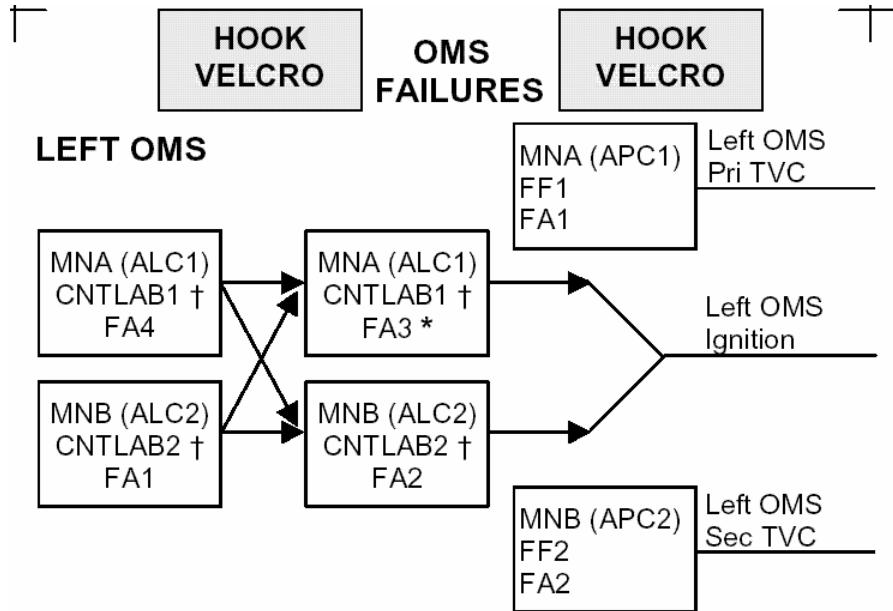 HOOK
VELCRO
OMS
FAILURES
HOOK
VELCRO
LEFT OMS
MNA (APC1)
FF1
FA1
Left OMS
Pri TVC
MNA (ALC1)
CNTLAB1 †
FA4
MNA (ALC1)
CNTLAB1 †
FA3 *
Left OMS
Ignition
MNB (ALC2)
CNTLAB2 †
FA1
MNB (ALC2)
CNTLAB2 †
FA2
MNB (APC2)
FF2
FA2
Left OMS
Sec TVC